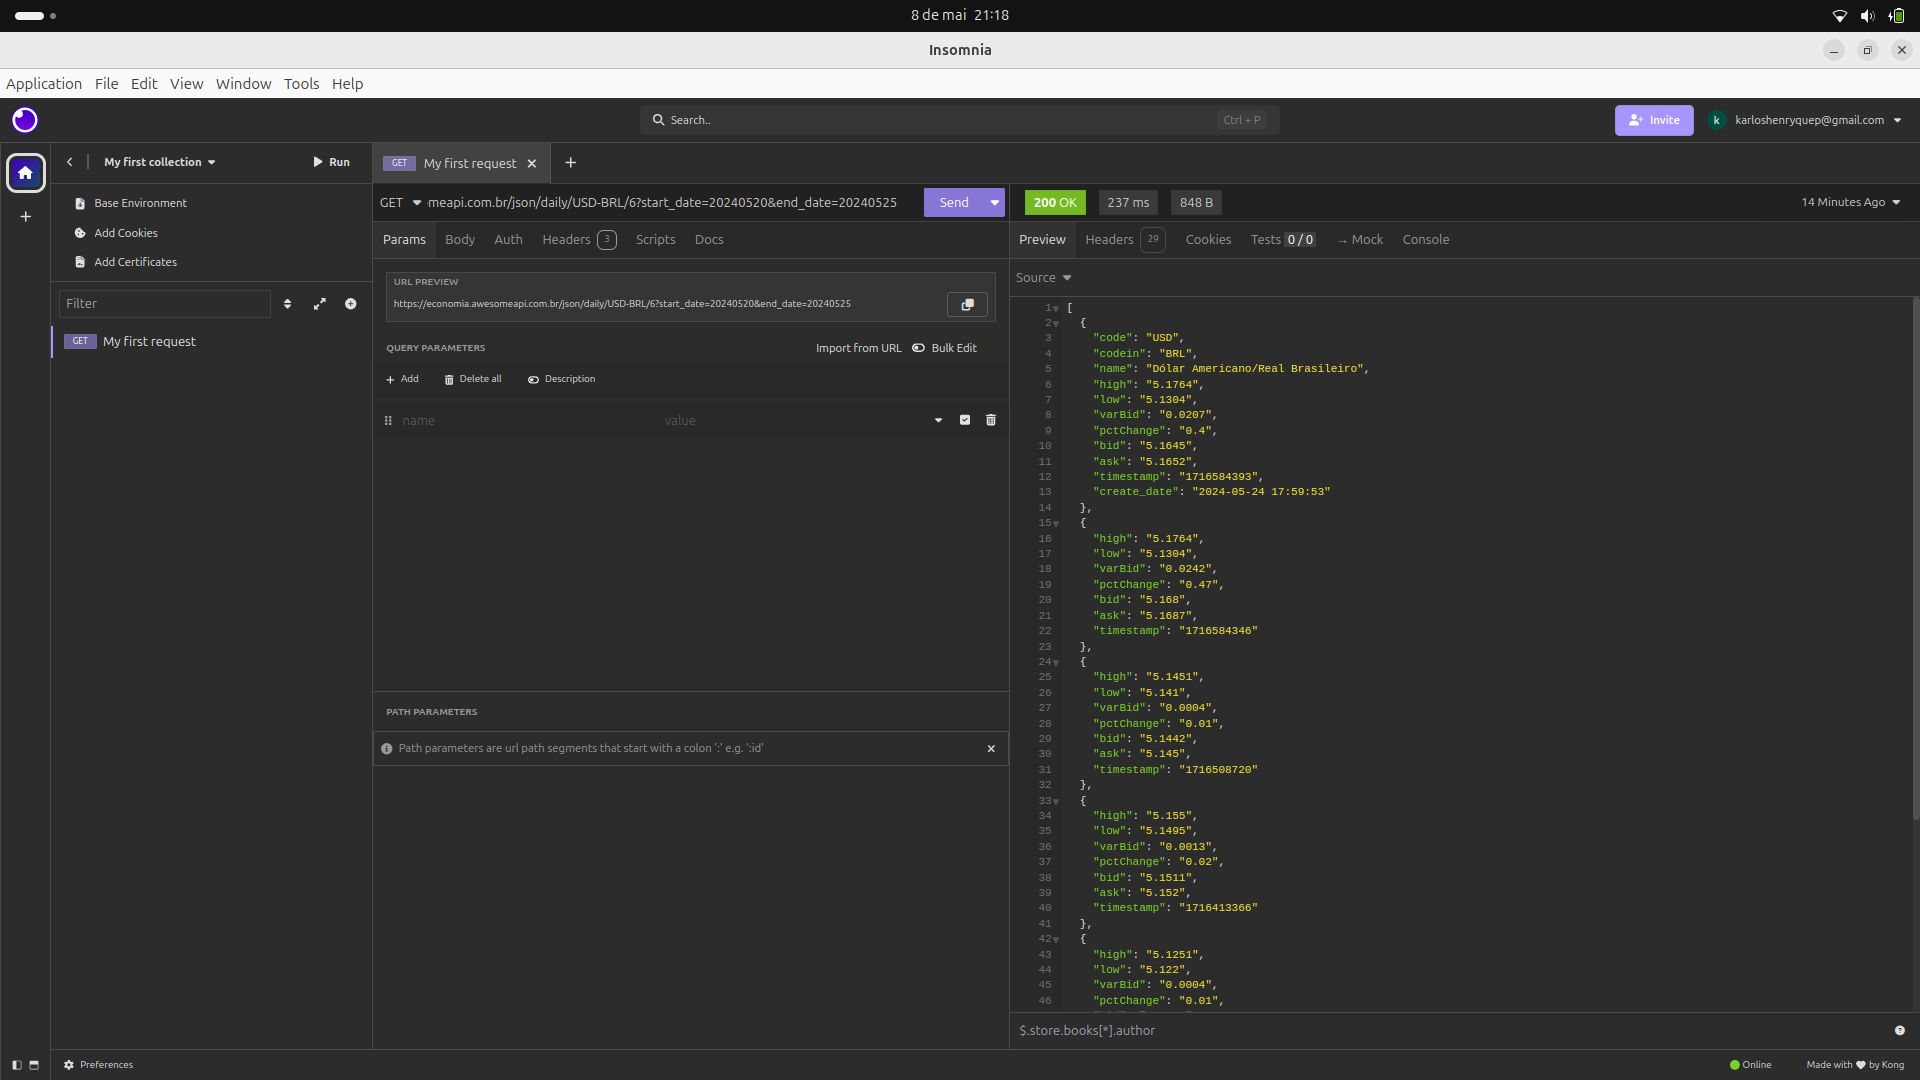 8 de mai 21:18
Insomnia
Application File Edit View Window Tools Help
Search..
Ctrl + P
Invite
k
karloshenryquep@gmail.com
My first collection
Run
GET My first request
Base Environment
Add Cookies
Add Certificates
Filter
GET My first request
GET
meapi.com.br/json/daily/USD-BRL/6?start_date=20240520&end_date=20240525
Send
Params Body Auth Headers 3 Scripts Docs
URL PREVIEW
https://economia.awesomeapi.com.br/json/daily/USD-BRL/6?start_date=20240520&end_date=20240525
QUERY PARAMETERS
Import from URL
Bulk Edit
Add
Delete all
Description
name
value
PATH PARAMETERS
Path parameters are url path segments that start with a colon ':' e.g. ':id'
200 OK
237 ms
848 B
14 Minutes Ago
Preview Headers 29 Cookies Tests 0 / 0 → Mock Console
Source
1 [
2 {
3 "code": "USD",
4 "codein": "BRL",
5 "name": "Dólar Americano/Real Brasileiro",
6 "high": "5.1764",
7 "low": "5.1304",
8 "varBid": "0.0207",
9 "pctChange": "0.4",
10 "bid": "5.1645",
11 "ask": "5.1652",
12 "timestamp": "1716584393",
13 "create_date": "2024-05-24 17:59:53"
14 },
15 {
16 "high": "5.1764",
17 "low": "5.1304",
18 "varBid": "0.0242",
19 "pctChange": "0.47",
20 "bid": "5.168",
21 "ask": "5.1687",
22 "timestamp": "1716584346"
23 },
24 {
25 "high": "5.1451",
26 "low": "5.141",
27 "varBid": "0.0004",
28 "pctChange": "0.01",
29 "bid": "5.1442",
30 "ask": "5.145",
31 "timestamp": "1716508720"
32 },
33 {
34 "high": "5.155",
35 "low": "5.1495",
36 "varBid": "0.0013",
37 "pctChange": "0.02",
38 "bid": "5.1511",
39 "ask": "5.152",
40 "timestamp": "1716413366"
41 },
42 {
43 "high": "5.1251",
44 "low": "5.122",
45 "varBid": "0.0004",
46 "pctChange": "0.01",
$.store.books[*].author
Preferences
Online
Made with by Kong